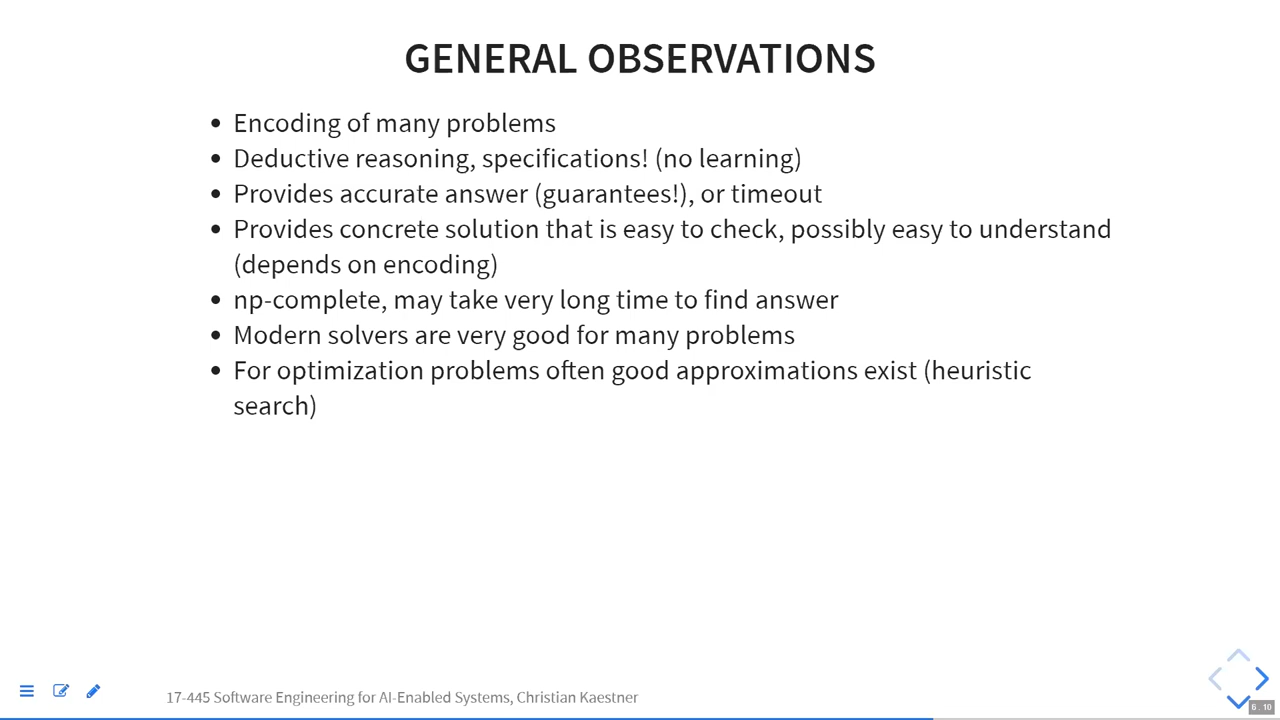 GENERAL OBSERVATIONS
Encoding of many problems
Deductive reasoning, specifications! (no learning)
Provides accurate answer (guarantees!), or timeout
Provides concrete solution that is easy to check, possibly easy to understand
(depends on encoding)
np-complete, may take very long time to find answer
Modern solvers are very good for many problems
For optimization problems often good approximations exist (heuristic
search)
17-445 Software Engineering for AI-Enabled Systems, Christian Kaestner
6 . 10